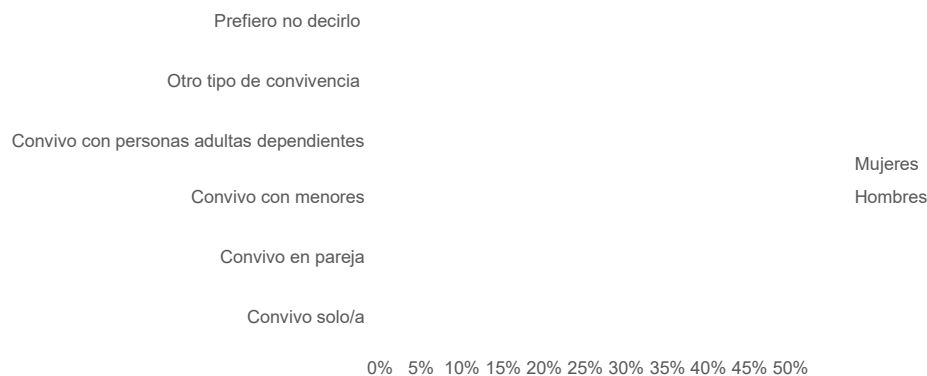 Prefiero no decirlo
Otro tipo de convivencia
Convivo con personas adultas dependientes
Mujeres
Convivo con menores
Hombres
Convivo en pareja
Convivo solo/a
0% 5% 10% 15% 20% 25% 30% 35% 40% 45% 50%